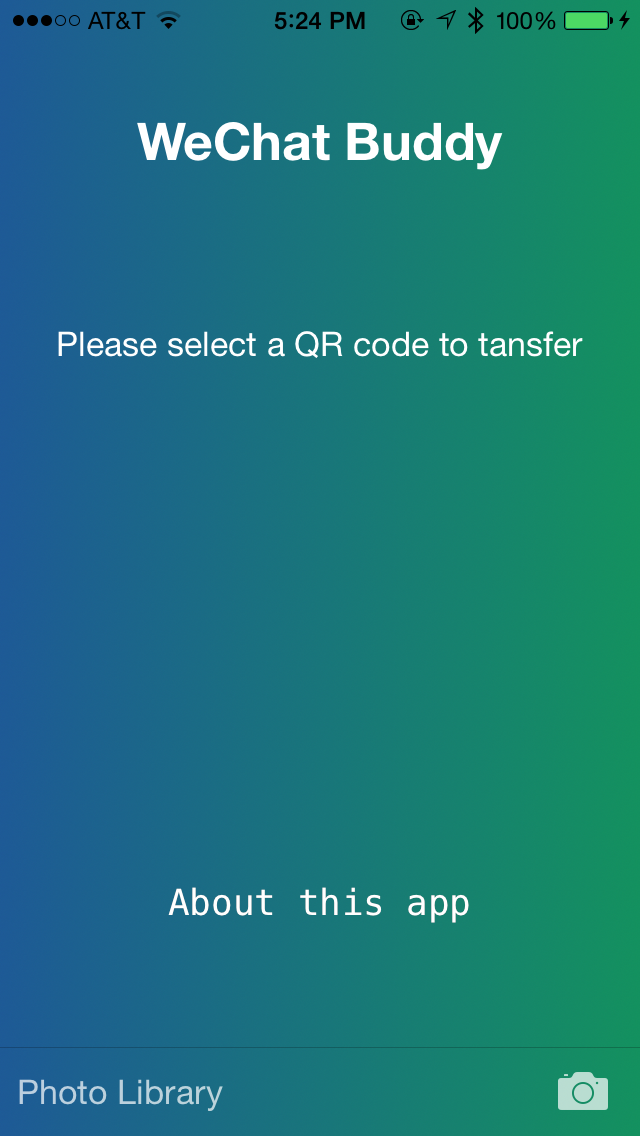 AT&T 5:24 PM 100%
WeChat Buddy
Please select a QR code to tansfer
About this app
Photo Library